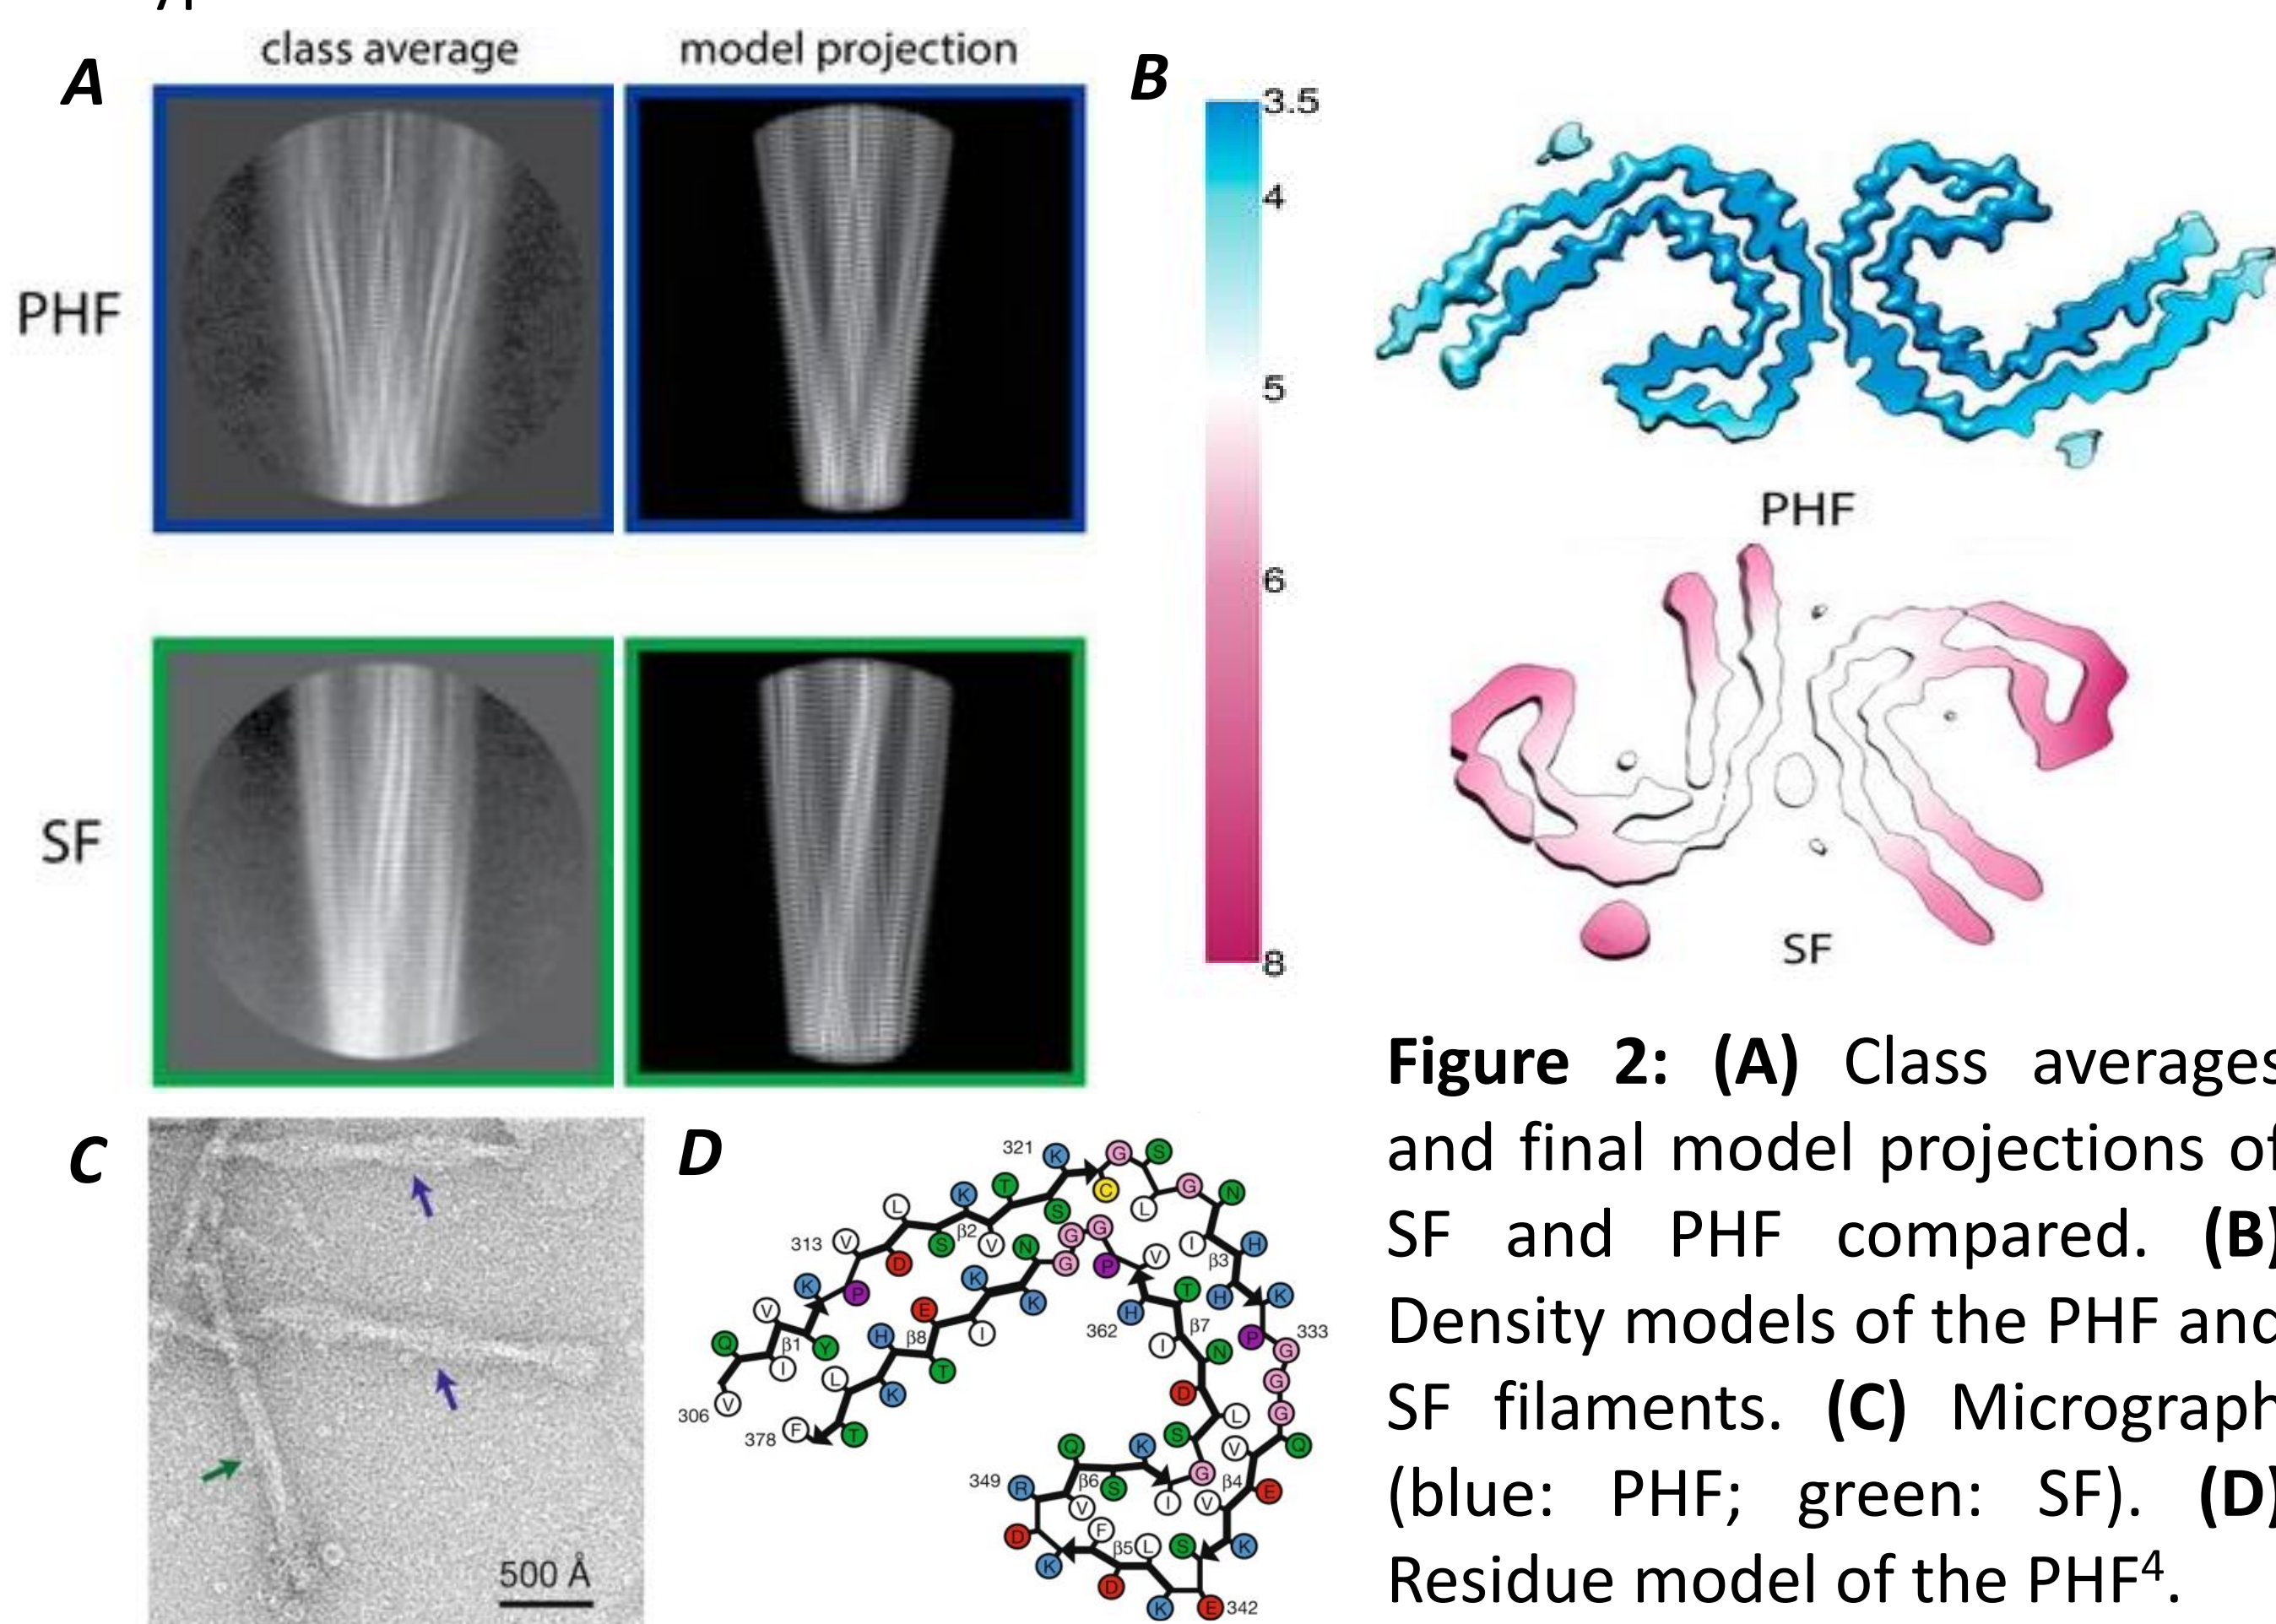 class average
model projection
A
B
PHF
SF
3.5
4
5
6
8
PHF
SF
C
500 Å
D
321 K G S
K T C G N
L S L
313 V S β2 V N G G I β3 H
D G P V
K P K K T H K
V E H β7 P 333
Q β1 Y H β8 I 362 I N G
I L K T D G
306 V S L G
378 F T Q K V Q
349 R β6 S G β4 E
V I V
D F β5 L S K
K D
K E 342
Figure 2: (A) Class averages
and final model projections of
SF and PHF compared. (B)
Density models of the PHF and
SF filaments. (C) Micrograph
(blue: PHF; green: SF). (D)
Residue model of the PHF⁴.